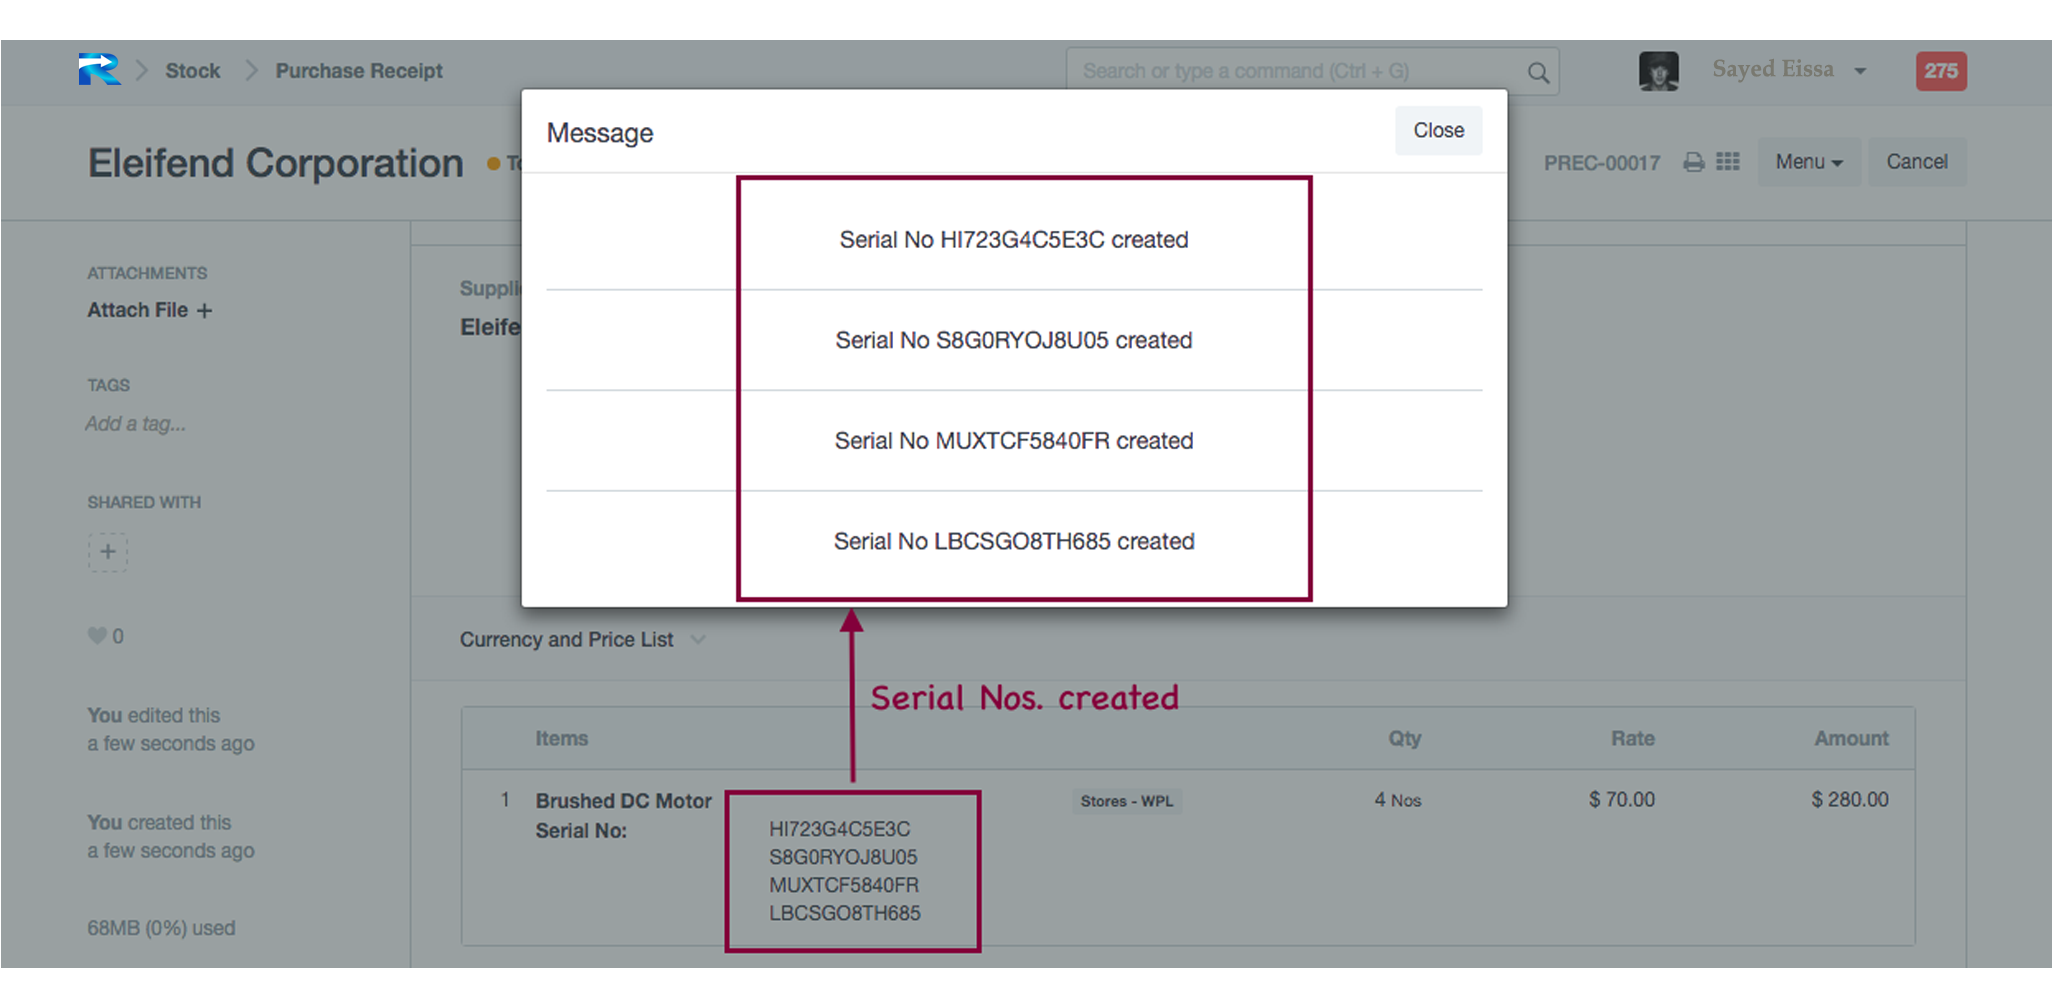 Stock
Purchase Receipt
Search or type a command (Ctrl + G)
Sayed Eissa
275
Eleifend Corporation
PREC-00017
Menu
Cancel
Message
Close
Serial No HI723G4C5E3C created
Serial No S8G0RYOJ8U05 created
Serial No MUXTCF5840FR created
Serial No LBCSGO8TH685 created
ATTACHMENTS
Attach File +
TAGS
Add a tag...
SHARED WITH
+
0
You edited this
a few seconds ago
You created this
a few seconds ago
68MB (0%) used
Currency and Price List
Serial Nos. created
Items Qty Rate Amount
1 Brushed DC Motor Stores - WPL 4 Nos $ 70.00 $ 280.00
Serial No:
HI723G4C5E3C
S8G0RYOJ8U05
MUXTCF5840FR
LBCSGO8TH685